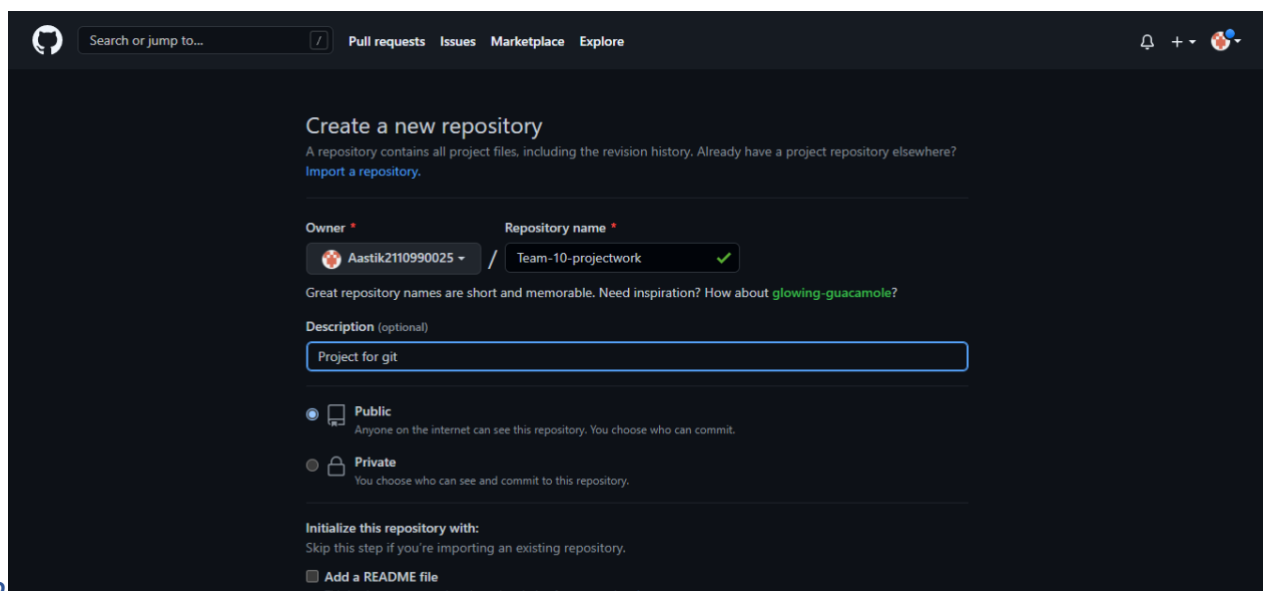 Search or jump to... / Pull requests Issues Marketplace Explore
Create a new repository
A repository contains all project files, including the revision history. Already have a project repository elsewhere?
Import a repository.
Owner * Repository name *
Aastik2110990025 / Team-10-projectwork
Great repository names are short and memorable. Need inspiration? How about glowing-guacamole?
Description (optional)
Project for git
Public
Anyone on the internet can see this repository. You choose who can commit.
Private
You choose who can see and commit to this repository.
Initialize this repository with:
Skip this step if you're importing an existing repository.
Add a README file